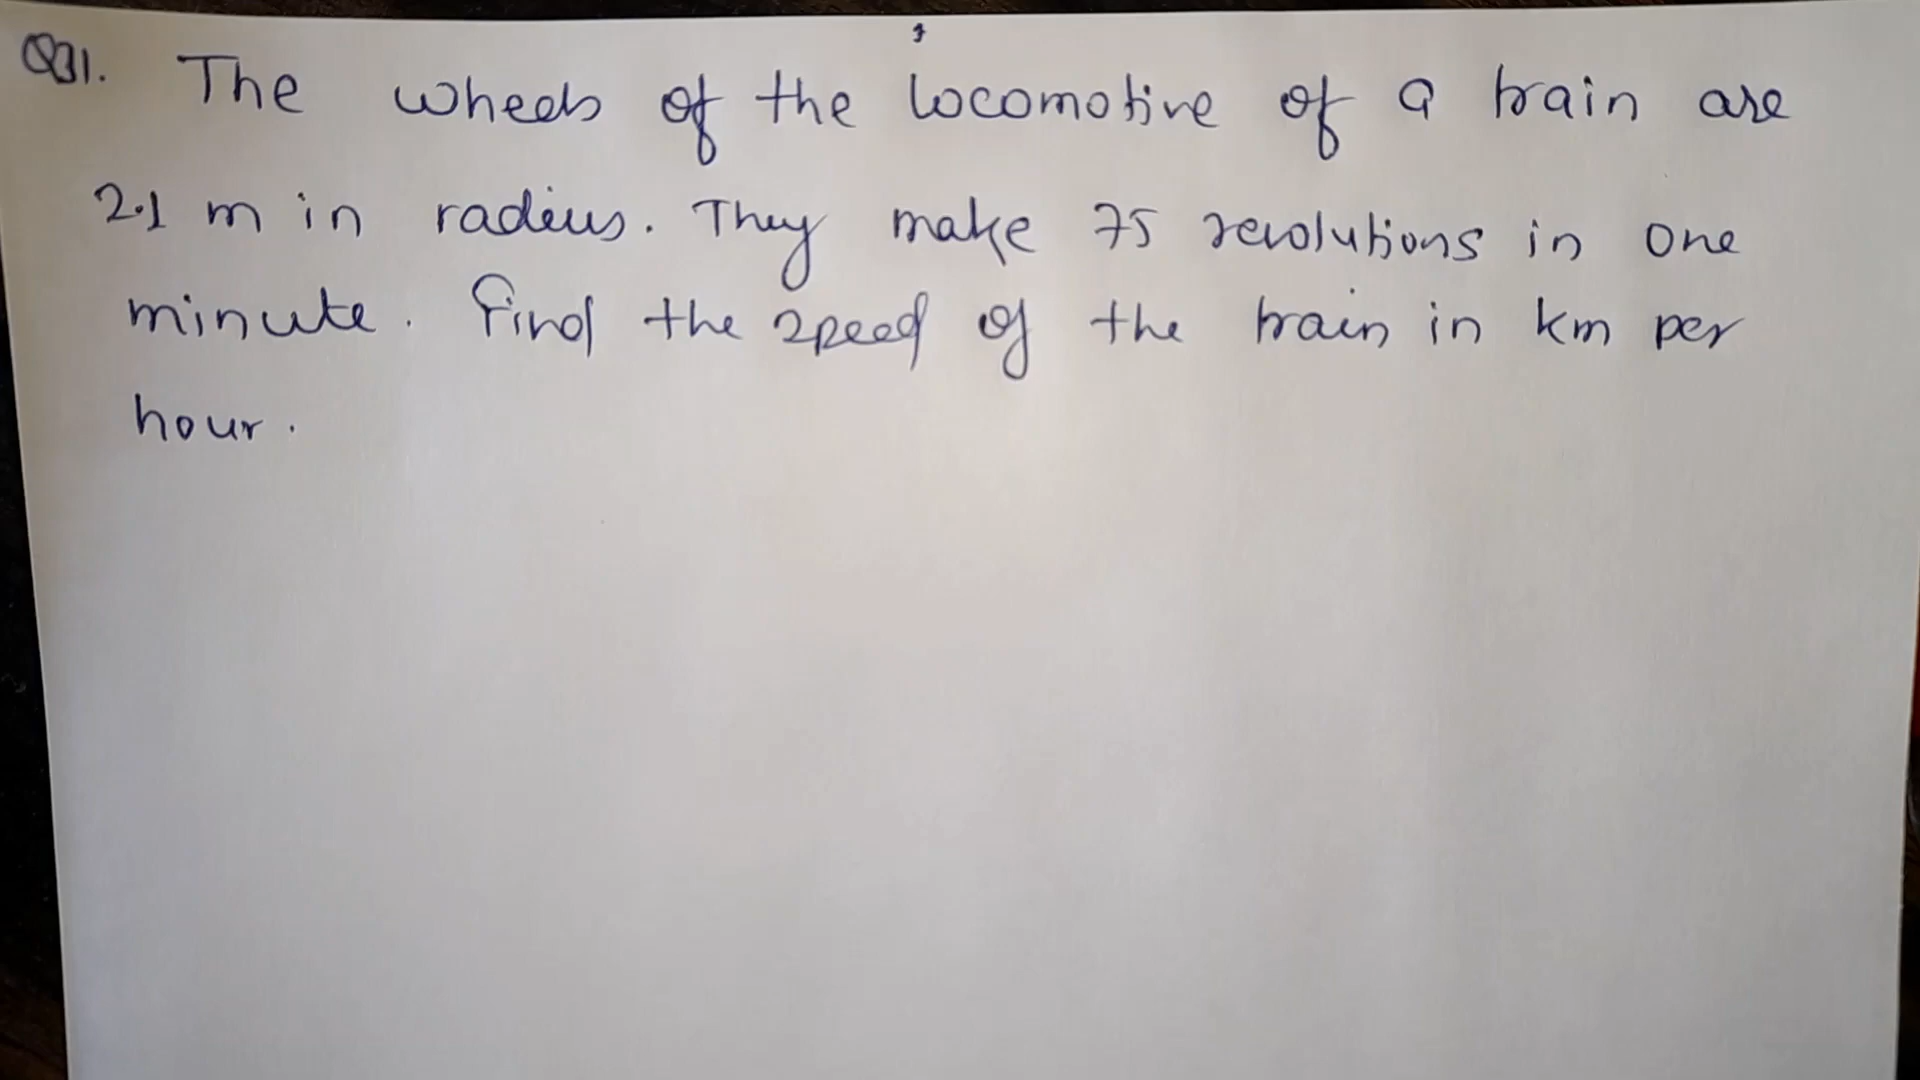 Q31. The wheels of the locomotive of a train are
2.1 m in radius. They make 75 revolutions in one
minute. Find the speed of the train in km per
hour.